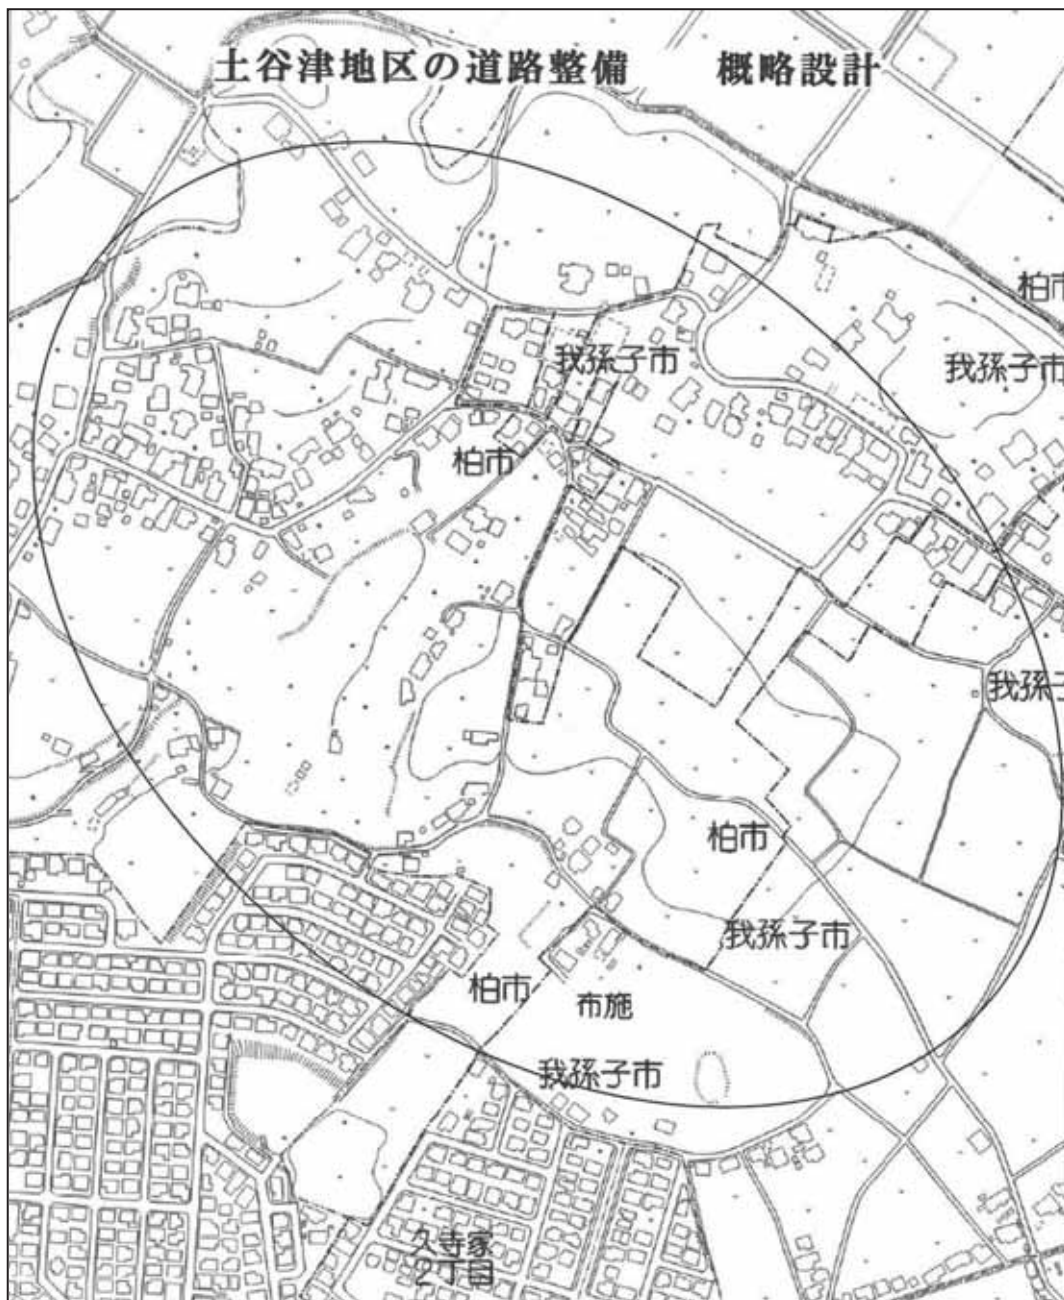 土谷津地区の道路整備　概略設計
柏市
我孫子市
我孫子市
柏市
我孫子
柏市
我孫子市
柏市
布施
我孫子市
久寺家
2丁目